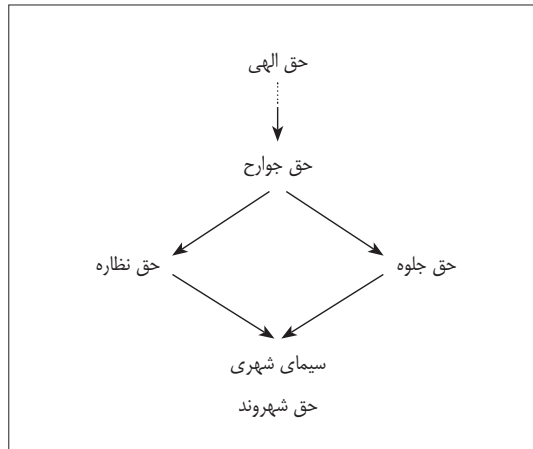 حق الهی
حق جوارح
حق جلوه
حق نظاره
سیمای شهری
حق شهروند